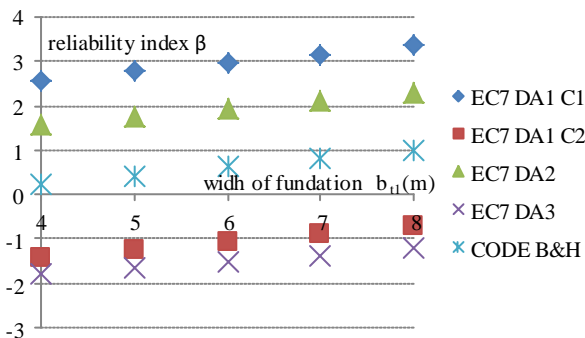 4
reliability index β
3
2
1
0
-1
-2
-3
widh of fundation b_t1(m)
4 5 6 7 8
EC7 DA1 C1
EC7 DA1 C2
EC7 DA2
EC7 DA3
CODE B&H